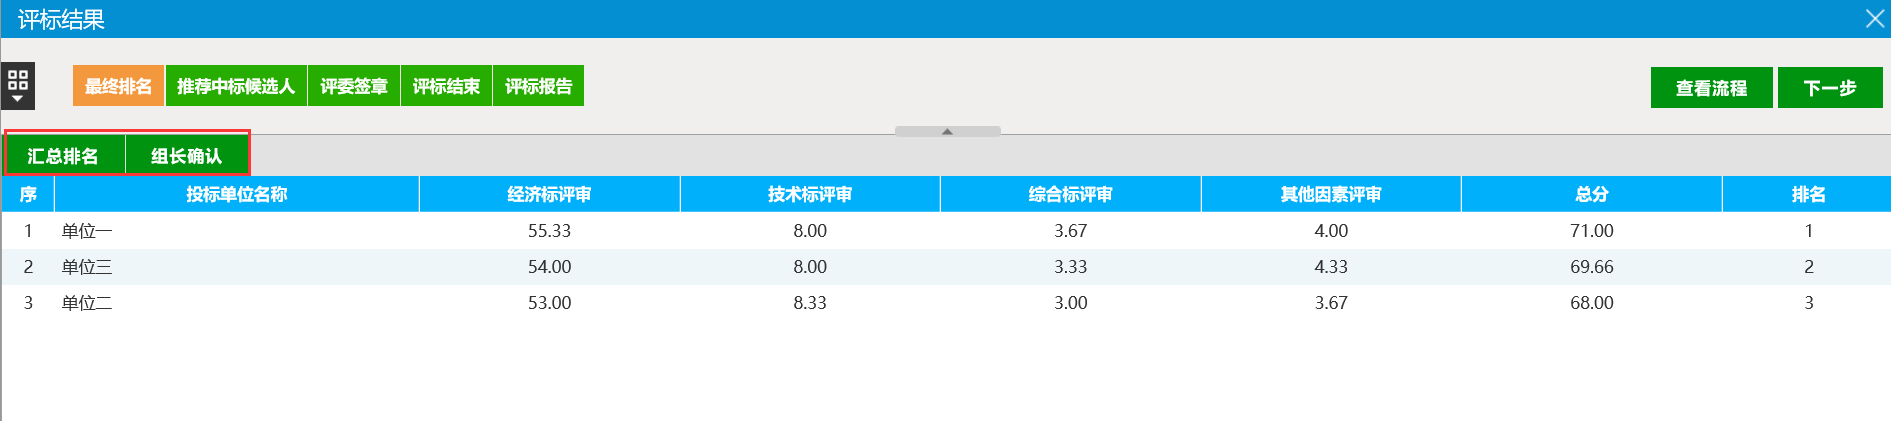 评标结果
最终排名 推荐中标候选人 评委签章 评标结束 评标报告 查看流程 下一步
汇总排名 组长确认
序 投标单位名称 经济标评审 技术标评审 综合标评审 其他因素评审 总分 排名
1 单位一 55.33 8.00 3.67 4.00 71.00 1
2 单位三 54.00 8.00 3.33 4.33 69.66 2
3 单位二 53.00 8.33 3.00 3.67 68.00 3